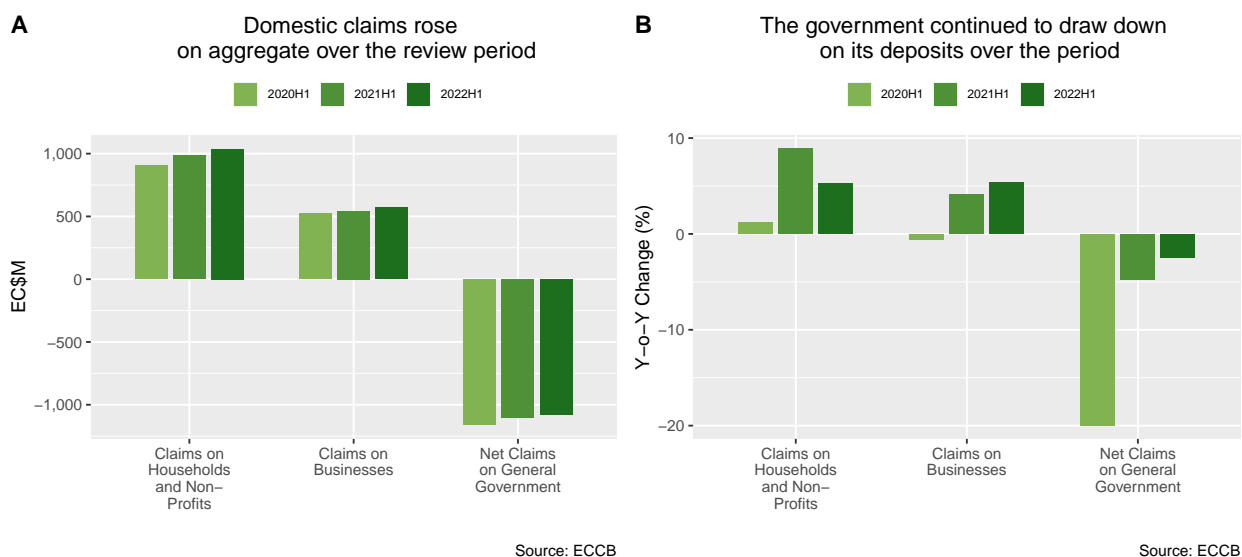 A
Domestic claims rose
on aggregate over the review period
2020H1 2021H1 2022H1
EC$M
1,000
500
0
−500
−1,000
Claims on
Households
and Non−
Profits
Claims on
Businesses
Net Claims
on General
Government
Source: ECCB
B
The government continued to draw down
on its deposits over the period
2020H1 2021H1 2022H1
Y−o−Y Change (%)
10
0
−10
−20
Claims on
Households
and Non−
Profits
Claims on
Businesses
Net Claims
on General
Government
Source: ECCB